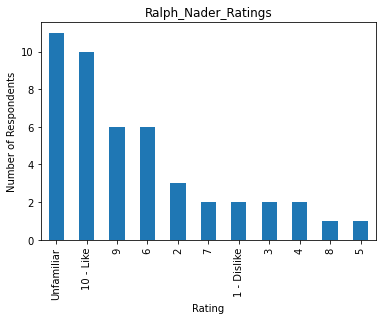 Ralph_Nader_Ratings
Number of Respondents
10
8
6
4
2
0
Unfamiliar
10 - Like
9
6
2
7
1 - Dislike
3
4
8
5
Rating